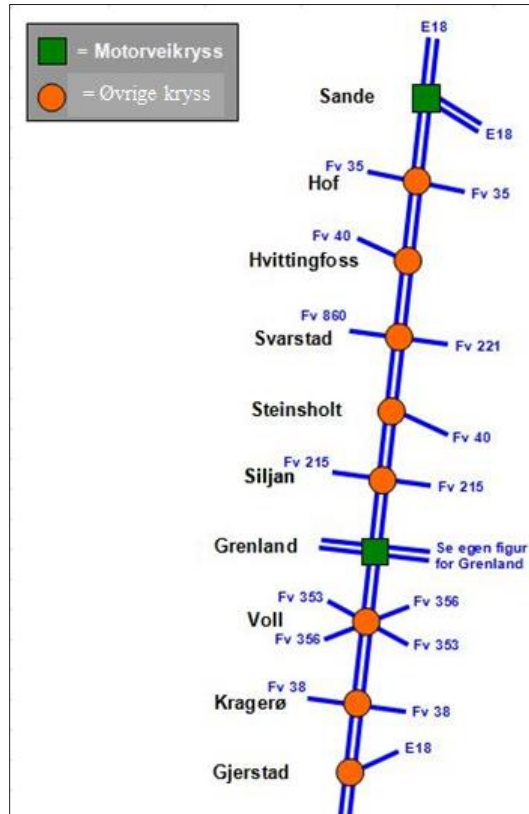 = Motorveikryss
= Øvrige kryss
E18
Sande
E18
Fv 35
Hof
Fv 35
Fv 40
Hvittingfoss
Fv 860
Svarstad
Fv 221
Steinsholt
Fv 40
Fv 215
Siljan
Fv 215
Grenland
Se egen figur
for Grenland
Fv 353
Fv 356
Voll
Fv 356
Fv 353
Fv 38
Kragerø
Fv 38
E18
Gjerstad